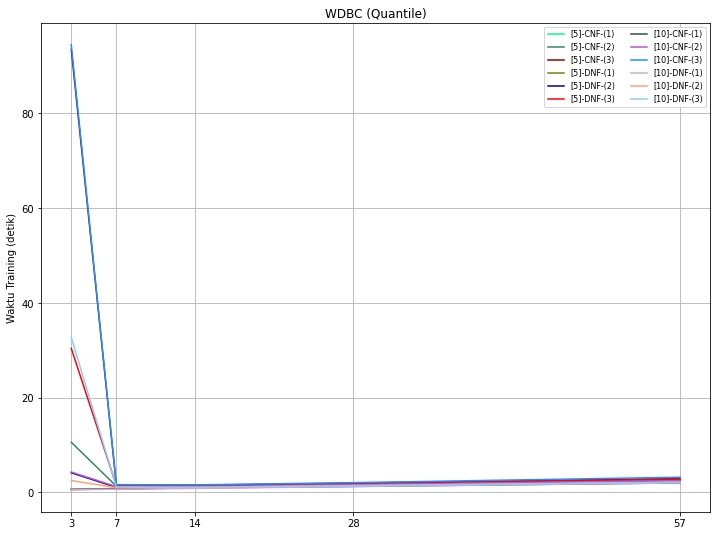 WDBC (Quantile)
[5]-CNF-(1) [10]-CNF-(1)
[5]-CNF-(2) [10]-CNF-(2)
[5]-CNF-(3) [10]-CNF-(3)
[5]-DNF-(1) [10]-DNF-(1)
[5]-DNF-(2) [10]-DNF-(2)
[5]-DNF-(3) [10]-DNF-(3)
Waktu Training (detik)
80
60
40
20
0
3 7 14 28 57